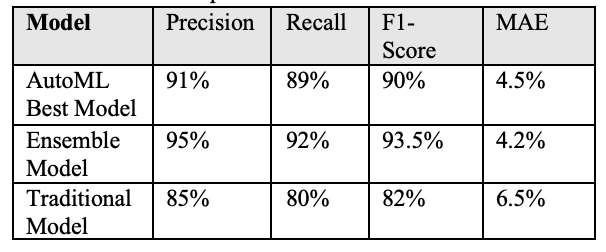 Model Precision Recall F1-Score MAE
AutoML Best Model 91% 89% 90% 4.5%
Ensemble Model 95% 92% 93.5% 4.2%
Traditional Model 85% 80% 82% 6.5%